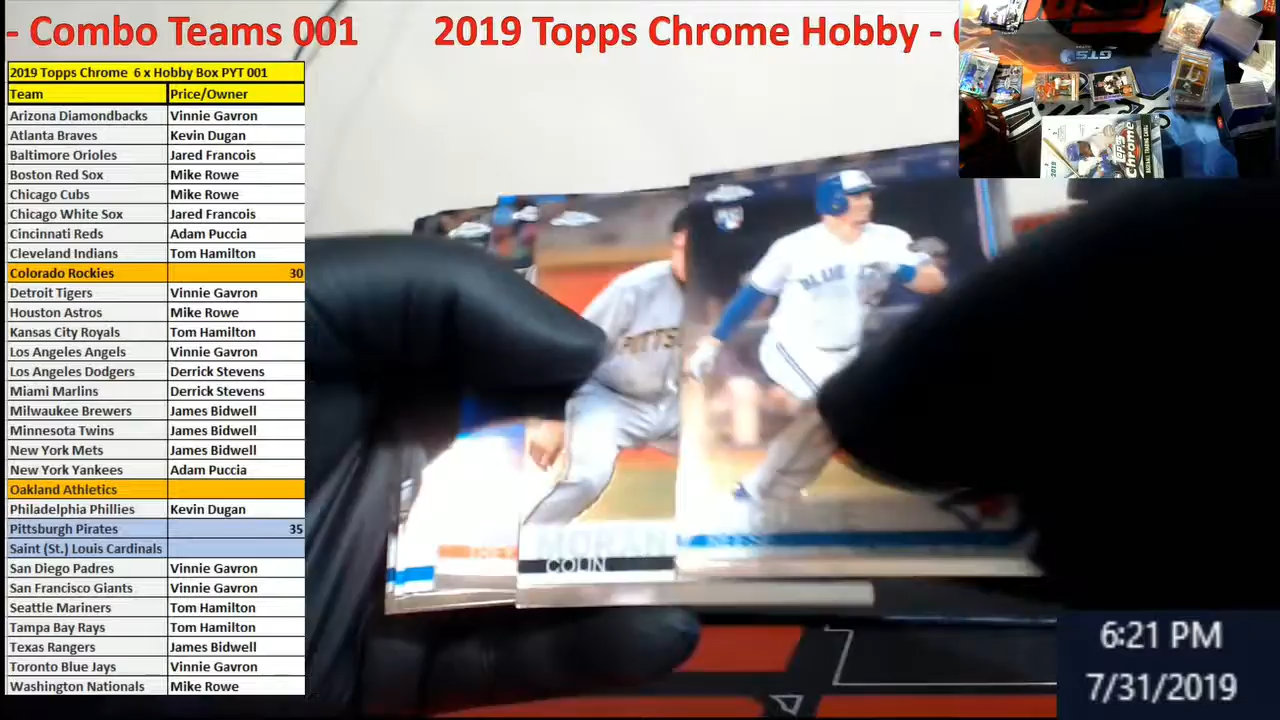 - Combo Teams 001 2019 Topps Chrome Hobby -
2019 Topps Chrome 6 x Hobby Box PYT 001
Team Price/Owner
Arizona Diamondbacks Vinnie Gavron
Atlanta Braves Kevin Dugan
Baltimore Orioles Jared Francois
Boston Red Sox Mike Rowe
Chicago Cubs Mike Rowe
Chicago White Sox Jared Francois
Cincinnati Reds Adam Puccia
Cleveland Indians Tom Hamilton
Colorado Rockies 30
Detroit Tigers Vinnie Gavron
Houston Astros Mike Rowe
Kansas City Royals Tom Hamilton
Los Angeles Angels Vinnie Gavron
Los Angeles Dodgers Derrick Stevens
Miami Marlins Derrick Stevens
Milwaukee Brewers James Bidwell
Minnesota Twins James Bidwell
New York Mets James Bidwell
New York Yankees Adam Puccia
Oakland Athletics
Philadelphia Phillies Kevin Dugan
Pittsburgh Pirates 35
Saint (St.) Louis Cardinals
San Diego Padres Vinnie Gavron
San Francisco Giants Vinnie Gavron
Seattle Mariners Tom Hamilton
Tampa Bay Rays Tom Hamilton
Texas Rangers James Bidwell
Toronto Blue Jays Vinnie Gavron
Washington Nationals Mike Rowe
GTS
Topps
Chrome
2019
MORAN
COLIN
6:21 PM
7/31/2019